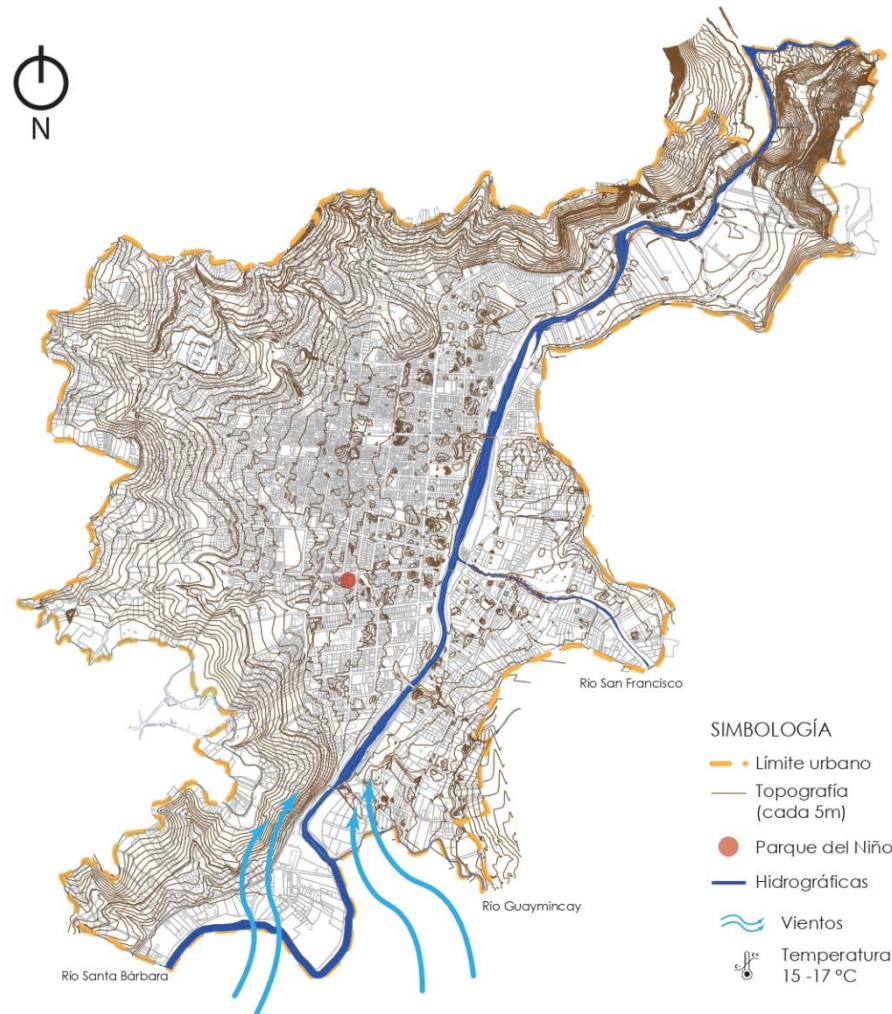 N
Río San Francisco
Río Guaymincay
Río Santa Bárbara
SIMBOLOGÍA
Límite urbano
Topografía
(cada 5m)
Parque del Niño
Hidrográficas
Vientos
Temperatura
15 -17 °C